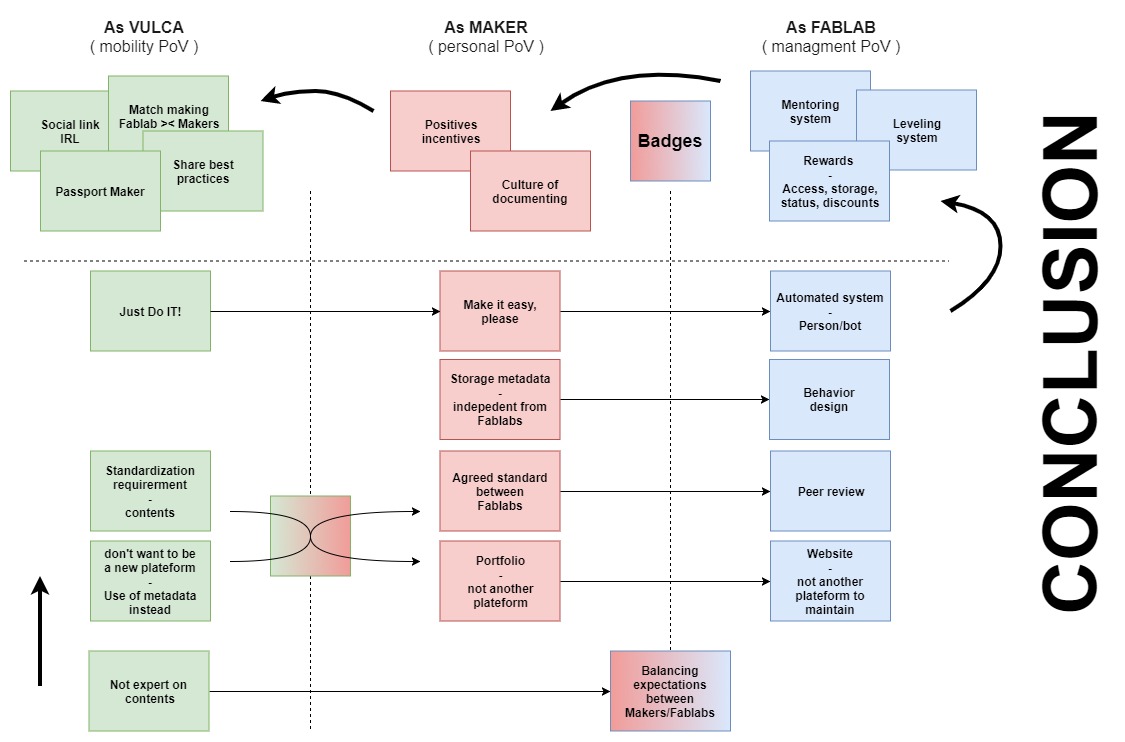 As VULCA
( mobility PoV )
As MAKER
( personal PoV )
As FABLAB
( managment PoV )
Social link
IRL
Match making
Fablab >< Makers
Share best
practices
Passport Maker
Positives
incentives
Culture of
documenting
Badges
Mentoring
system
Leveling
system
Rewards
-
Access, storage,
status, discounts
CONCLUSION
Just Do IT!
Make it easy,
please
Automated system
-
Person/bot
Storage metadata
-
indepedent from
Fablabs
Behavior
design
Standardization
requirerment
-
contents
Agreed standard
between
Fablabs
Peer review
don't want to be
a new plateform
-
Use of metadata
instead
Portfolio
-
not another
plateform
Website
-
not another
plateform to
maintain
Not expert on
contents
Balancing
expectations
between
Makers/Fablabs